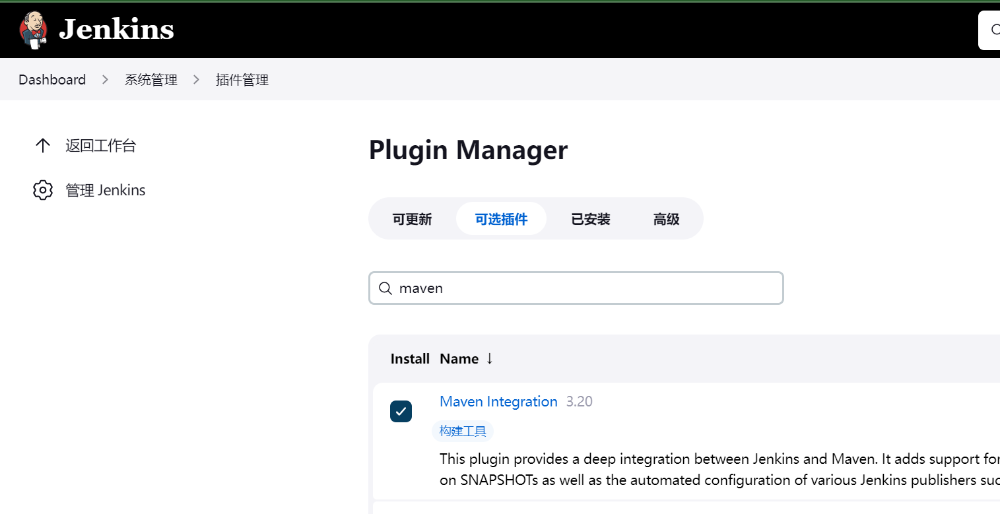 Jenkins
Dashboard > 系统管理 > 插件管理
返回工作台
管理 Jenkins
Plugin Manager
可更新 可选插件 已安装 高级
maven
Install Name ↓
Maven Integration 3.20
构建工具
This plugin provides a deep integration between Jenkins and Maven. It adds support for
on SNAPSHOTs as well as the automated configuration of various Jenkins publishers suc